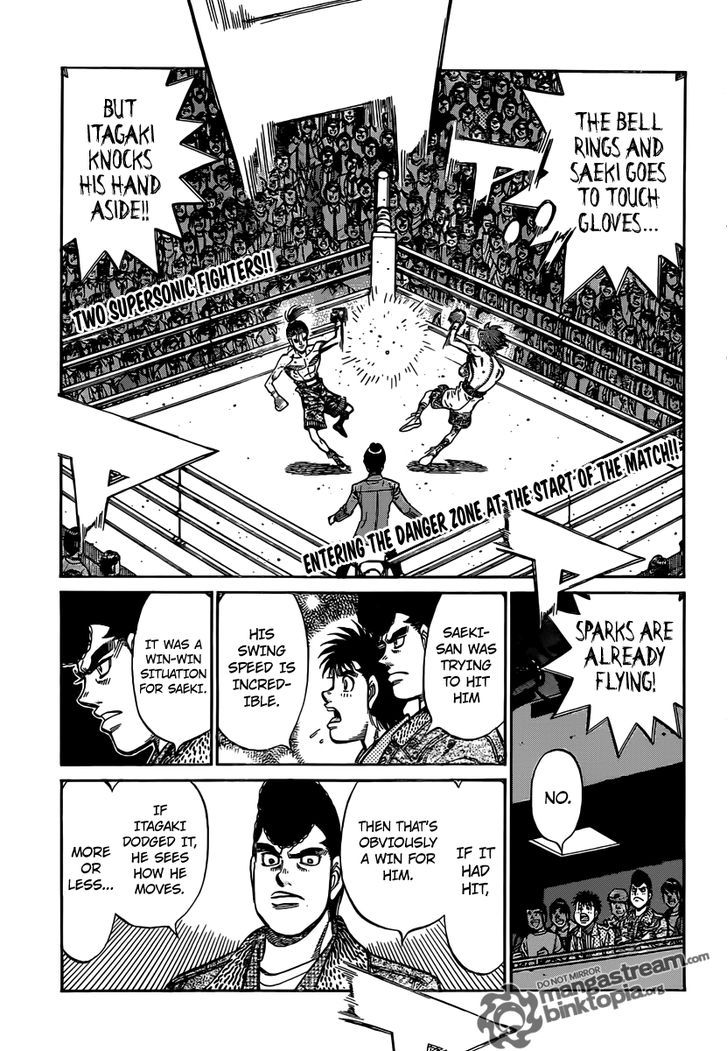 THE BELL
RINGS AND
SAEKI GOES
TO TOUCH
GLOVES...
BUT
ITAGAKI
KNOCKS
HIS HAND
ASIDE!!
TWO SUPERSONIC FIGHTERS!!
ENTERING THE DANGER ZONE AT THE START OF THE MATCH!!
SPARKS ARE
ALREADY
FLYING!
NO.
SAEKI-
SAN WAS
TRYING
TO HIT
HIM
HIS
SWING
SPEED IS
INCRED-
IBLE.
IT WAS A
WIN-WIN
SITUATION
FOR SAEKI.
IF IT
HAD
HIT,
THEN THAT'S
OBVIOUSLY
A WIN FOR
HIM.
IF
ITAGAKI
DODGED IT,
HE SEES
HOW HE
MOVES.
MORE
OR
LESS...
DO NOT MIRROR
mangastream.com
binktopia.org